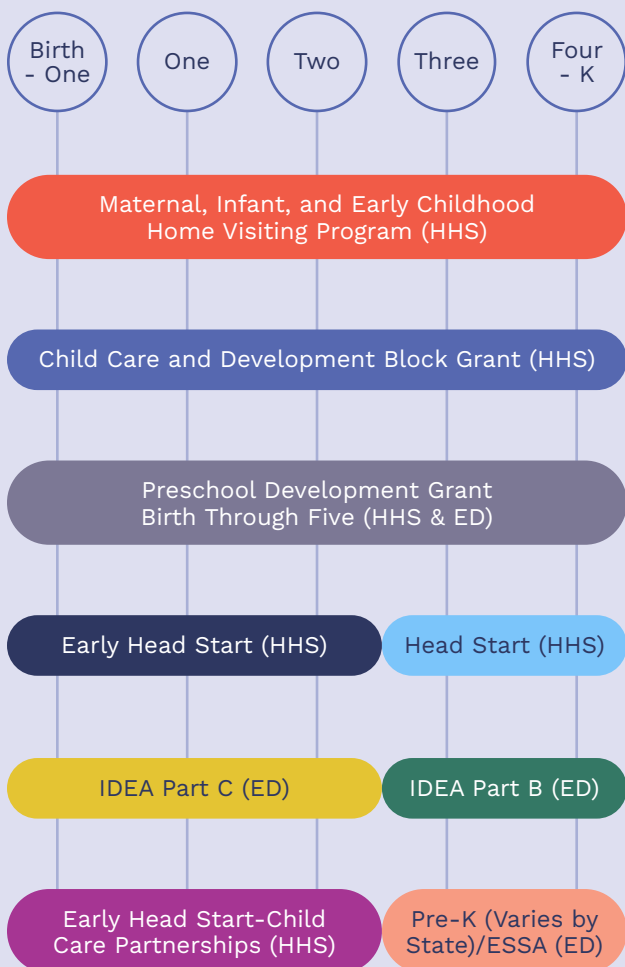 Birth
- One
One
Two
Three
Four
- K
Maternal, Infant, and Early Childhood
Home Visiting Program (HHS)
Child Care and Development Block Grant (HHS)
Preschool Development Grant
Birth Through Five (HHS & ED)
Early Head Start (HHS)
Head Start (HHS)
IDEA Part C (ED)
IDEA Part B (ED)
Early Head Start-Child
Care Partnerships (HHS)
Pre-K (Varies by
State)/ESSA (ED)